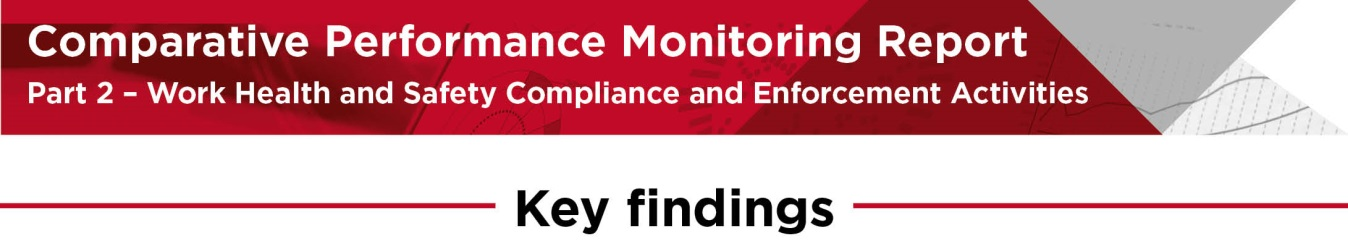 Comparative Performance Monitoring Report
Part 2 – Work Health and Safety Compliance and Enforcement Activities
Key findings